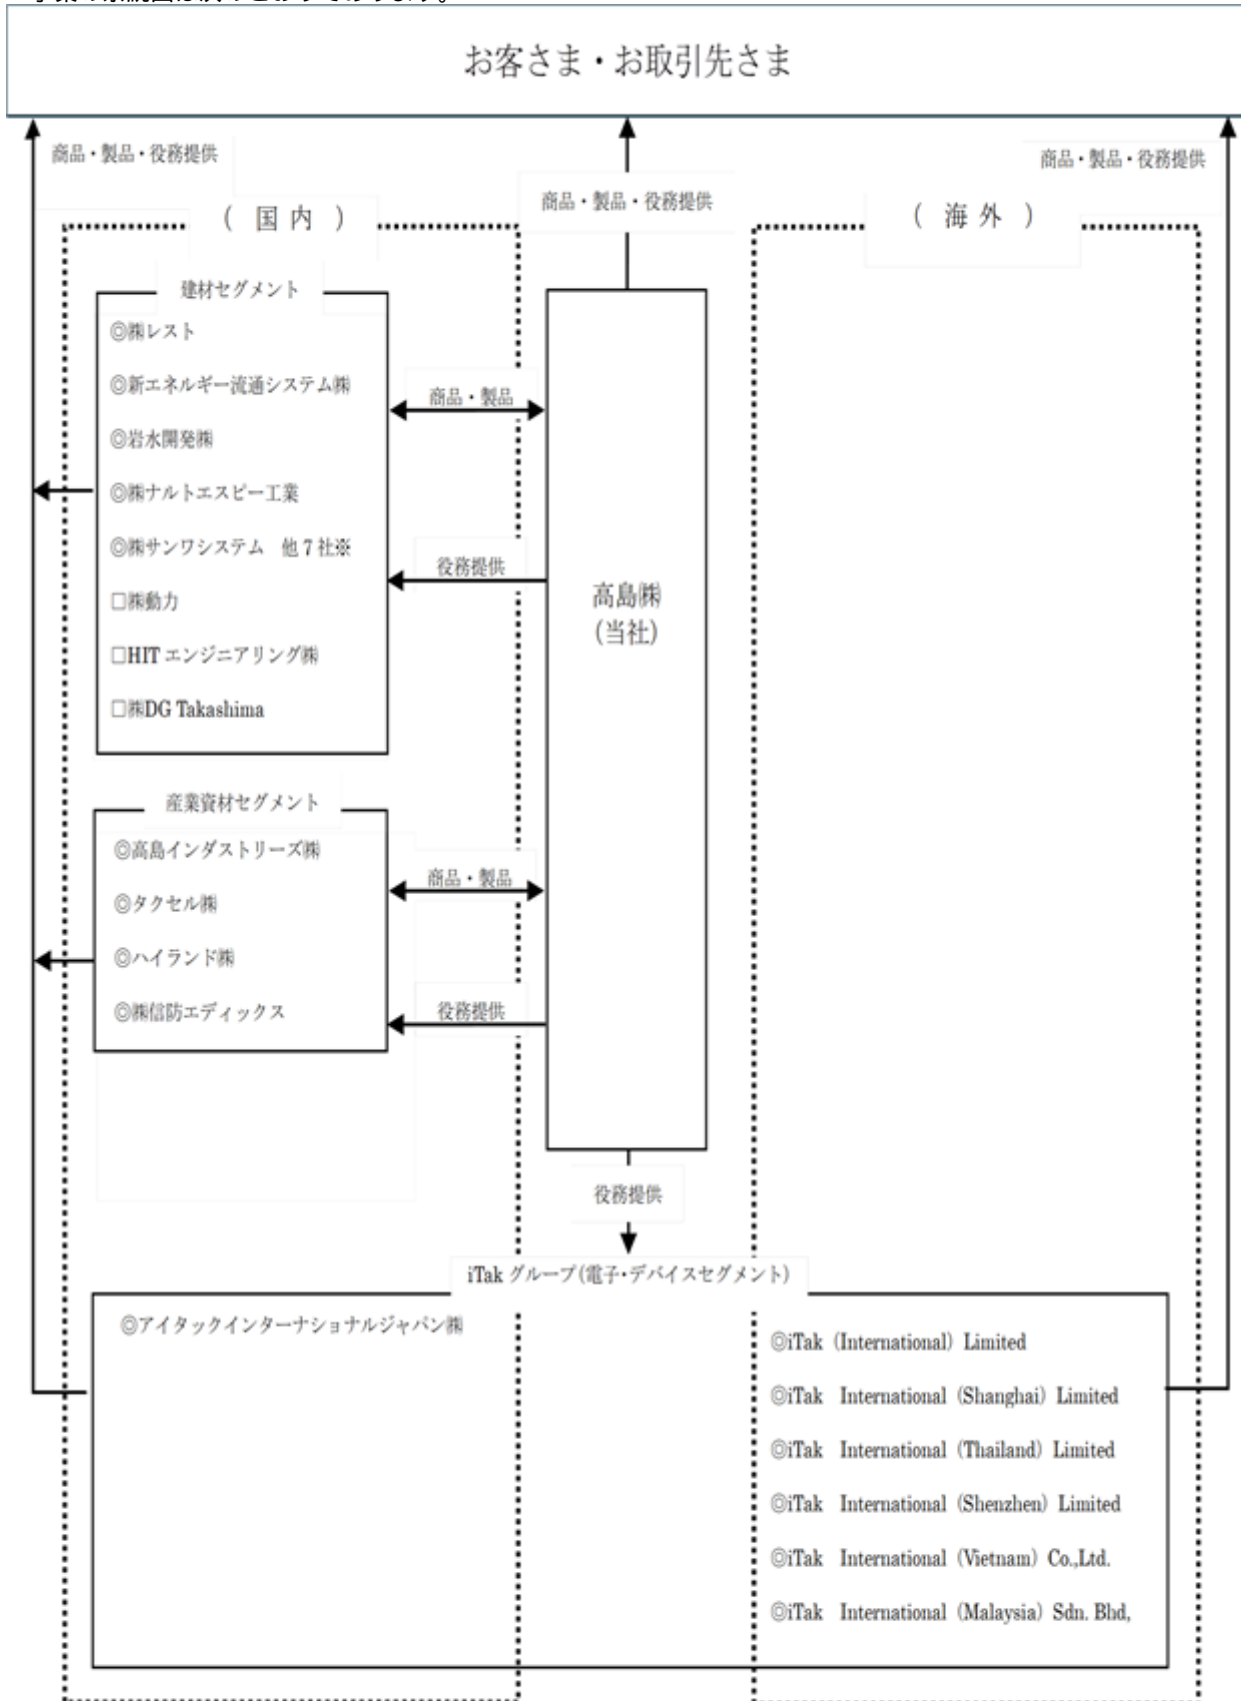 お客さま・お取引先さま
商品・製品・役務提供
商品・製品・役務提供
商品・製品・役務提供
( 国 内 )
( 海 外 )
建材セグメント
◎㈱レスト
◎新エネルギー流通システム㈱
◎岩水開発㈱
◎㈱ナルトエスピー工業
◎㈱サンワシステム　他７社※
□㈱動力
□HIT エンジニアリング㈱
□㈱DG Takashima
商品・製品
役務提供
高島㈱
(当社)
産業資材セグメント
◎高島インダストリーズ㈱
◎タクセル㈱
◎ハイランド㈱
◎㈱信防エディックス
商品・製品
役務提供
役務提供
iTak グループ(電子・デバイスセグメント)
◎アイタックインターナショナルジャパン㈱
◎iTak (International) Limited
◎iTak International (Shanghai) Limited
◎iTak International (Thailand) Limited
◎iTak International (Shenzhen) Limited
◎iTak International (Vietnam) Co.,Ltd.
◎iTak International (Malaysia) Sdn. Bhd,